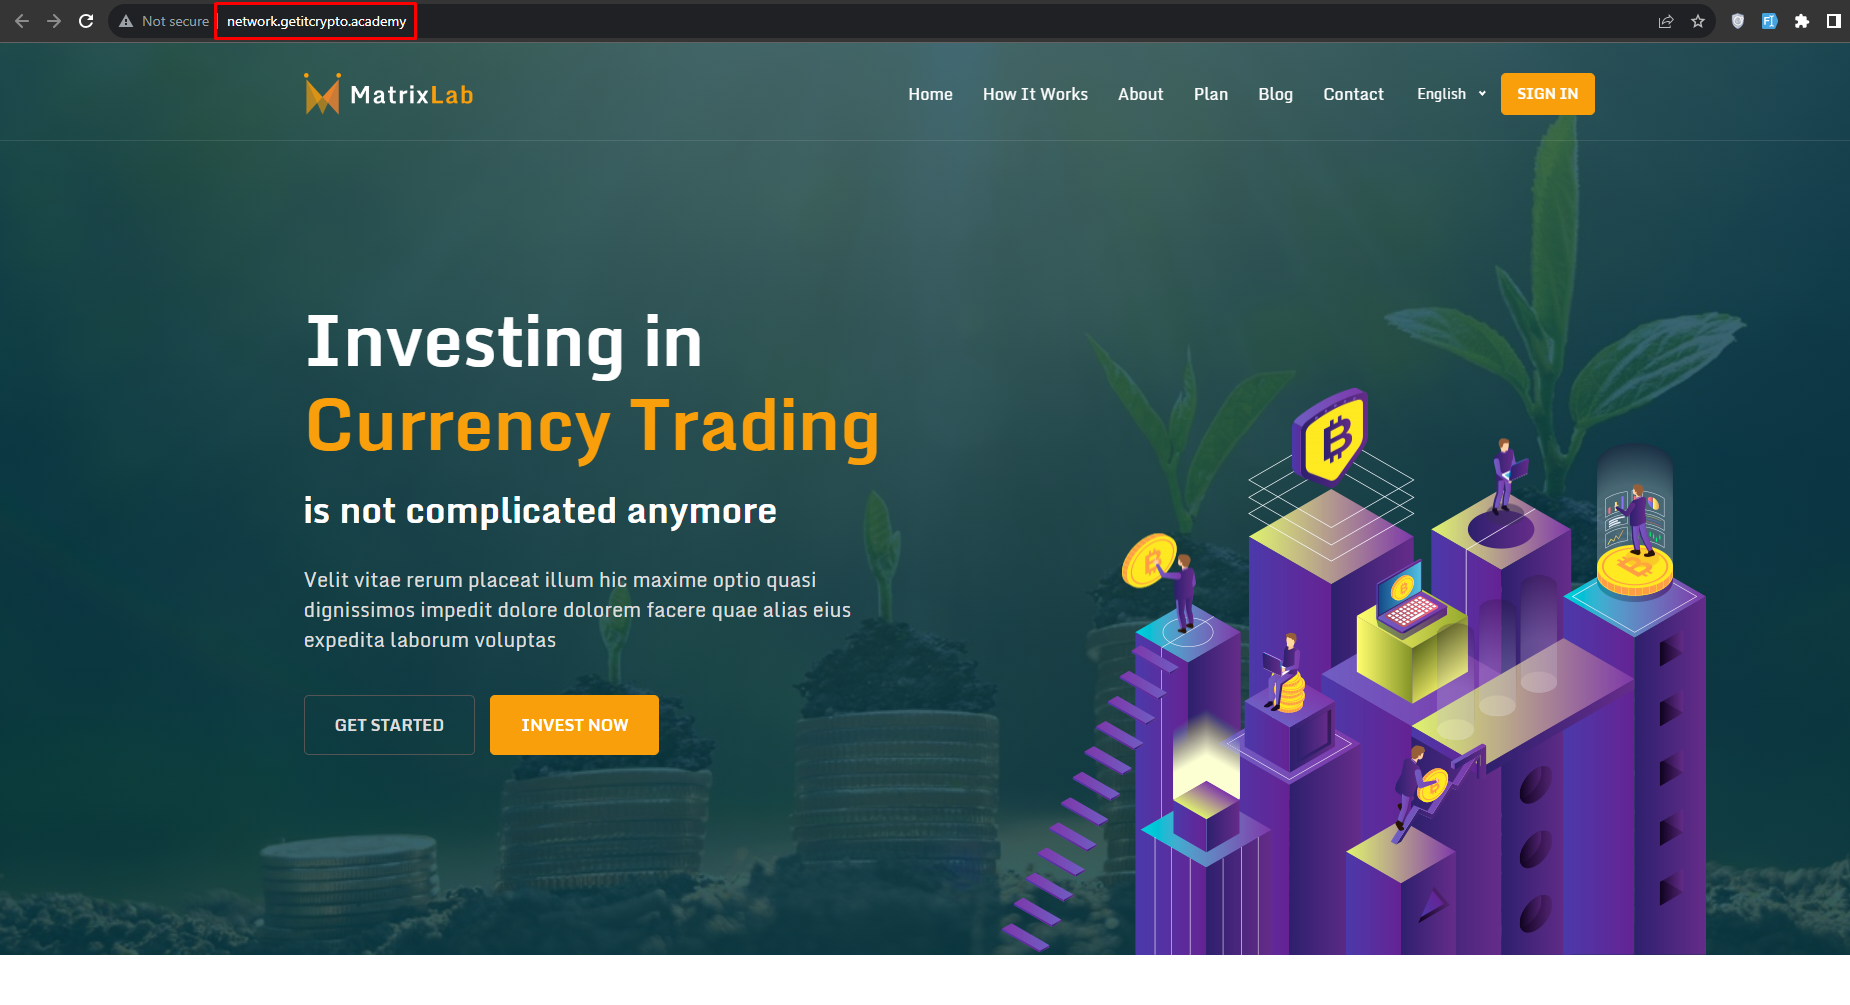 Not secure network.getitcrypto.academy
MatrixLab Home How It Works About Plan Blog Contact English SIGN IN
Investing in
Currency Trading
is not complicated anymore
Velit vitae rerum placeat illum hic maxime optio quasi
dignissimos impedit dolore dolorem facere quae alias eius
expedita laborum voluptas
GET STARTED INVEST NOW